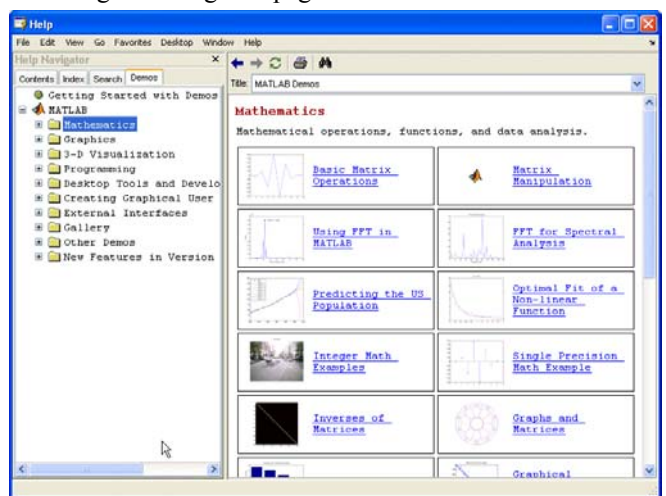 Help
File Edit View Go Favorites Desktop Window Help
Help Navigator
Contents Index Search Demos
Getting Started with Demos
MATLAB
Mathematics
Graphics
3-D Visualization
Programming
Desktop Tools and Develo
Creating Graphical User
External Interfaces
Gallery
Other Demos
New Features in Version
Title: MATLAB Demos
Mathematics
Mathematical operations, functions, and data analysis.
Basic Matrix
Operations
Matrix
Manipulation
Using FFT in
MATLAB
FFT for Spectral
Analysis
Predicting the US
Population
Optimal Fit of a
Non-linear
Function
Integer Math
Examples
Single Precision
Math Example
Inverses of
Matrices
Graphs and
Matrices
Graphical